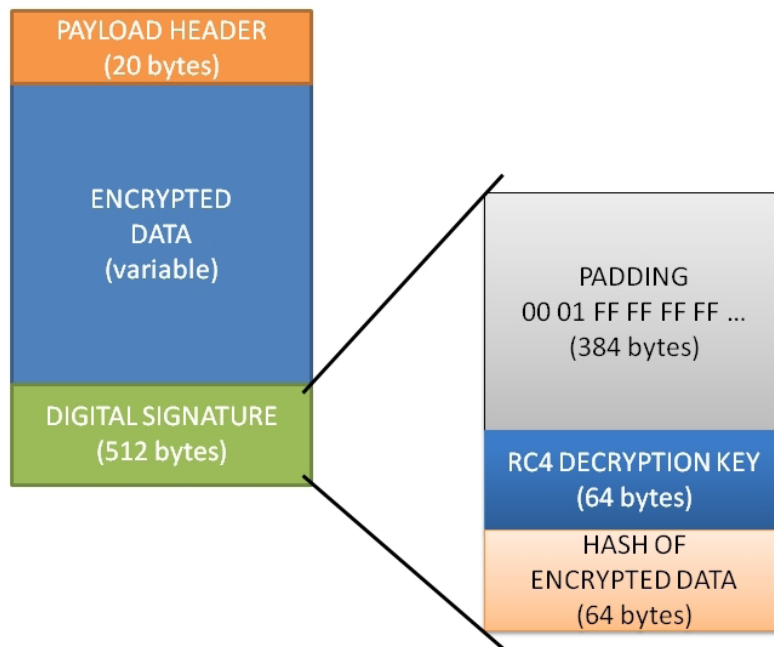 PAYLOAD HEADER
(20 bytes)
ENCRYPTED
DATA
(variable)
DIGITAL SIGNATURE
(512 bytes)
PADDING
00 01 FF FF FF FF ...
(384 bytes)
RC4 DECRYPTION KEY
(64 bytes)
HASH OF
ENCRYPTED DATA
(64 bytes)